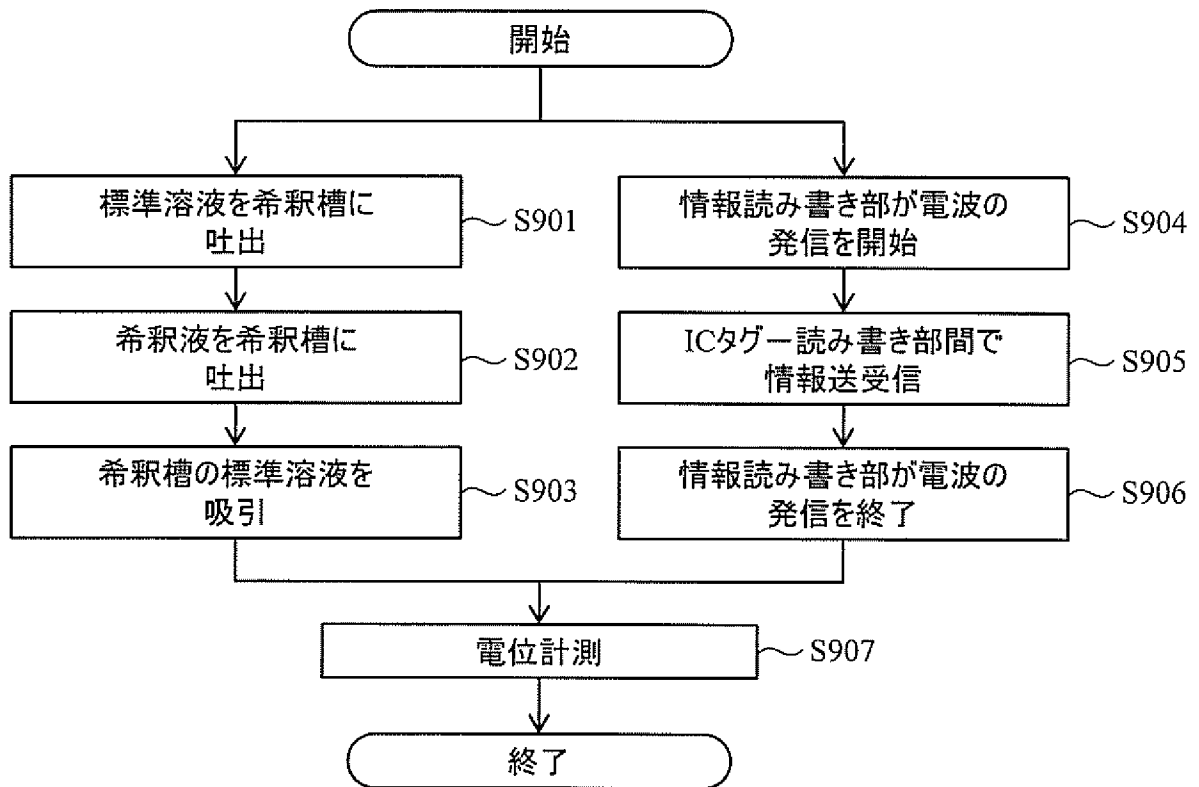 開始
標準溶液を希釈槽に
吐出
S901
希釈液を希釈槽に
吐出
S902
希釈槽の標準溶液を
吸引
S903
情報読み書き部が電波の
発信を開始
S904
ICタグー読み書き部間で
情報送受信
S905
情報読み書き部が電波の
発信を終了
S906
電位計測
S907
終了